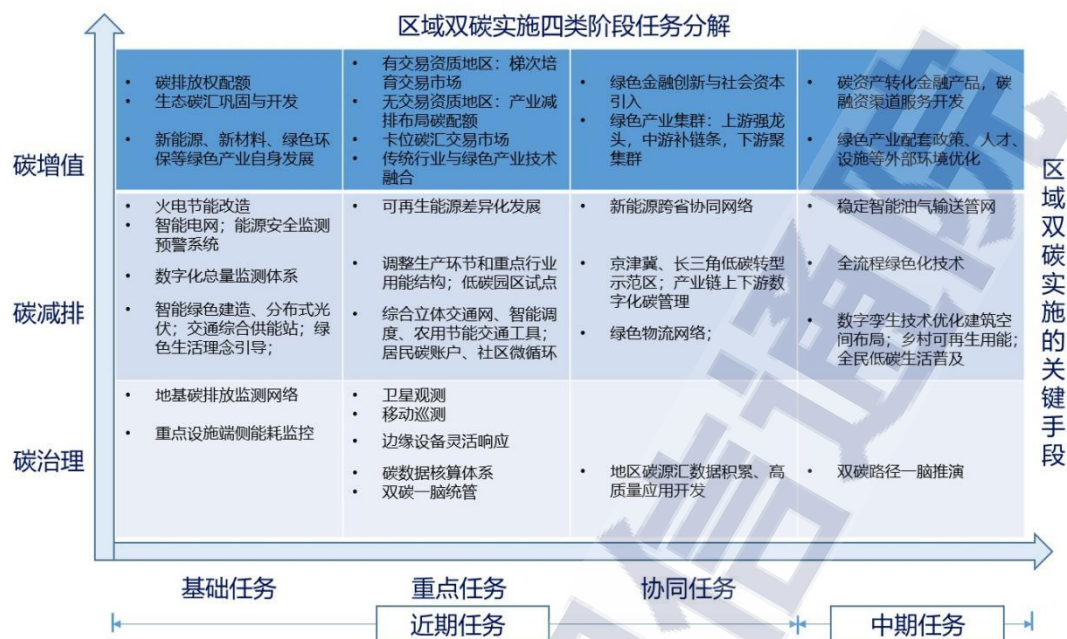 区域双碳实施四类阶段任务分解
碳增值
• 碳排放权配额
• 生态碳汇巩固与开发
• 新能源、新材料、绿色环
保等绿色产业自身发展
• 有交易资质地区：梯次培
育交易市场
• 无交易资质地区：产业减
排布局碳配额
• 卡位碳汇交易市场
• 传统行业与绿色产业技术
融合
• 绿色金融创新与社会资本
引入
• 绿色产业集群：上游强龙
头，中游补链条，下游聚
集群
• 碳资产转化金融产品，碳
融资渠道服务开发
• 绿色产业配套政策、人才、
设施等外部环境优化
碳减排
• 火电节能改造
• 智能电网；能源安全监测
预警系统
• 数字化总量监测体系
• 智能绿色建造、分布式光
伏；交通综合供能站；绿
色生活理念引导；
• 可再生能源差异化发展
• 调整生产环节和重点行业
用能结构；低碳园区试点
• 综合立体交通网、智能调
度、农用节能交通工具；
居民碳账户、社区微循环
• 新能源跨省协同网络
• 京津冀、长三角低碳转型
示范区；产业链上下游数
字化碳管理
• 绿色物流网络；
• 稳定智能油气输送管网
• 全流程绿色化技术
• 数字孪生技术优化建筑空
间布局；乡村可再生用能；
全民低碳生活普及
碳治理
• 地基碳排放监测网络
• 重点设施端侧能耗监控
• 卫星观测
• 移动巡测
• 边缘设备灵活响应
• 碳数据核算体系
• 双碳一脑统管
• 地区碳源汇数据积累、高
质量应用开发
• 双碳路径一脑推演
区域双碳实施的关键手段
基础任务
重点任务
协同任务
近期任务
中期任务
信通院